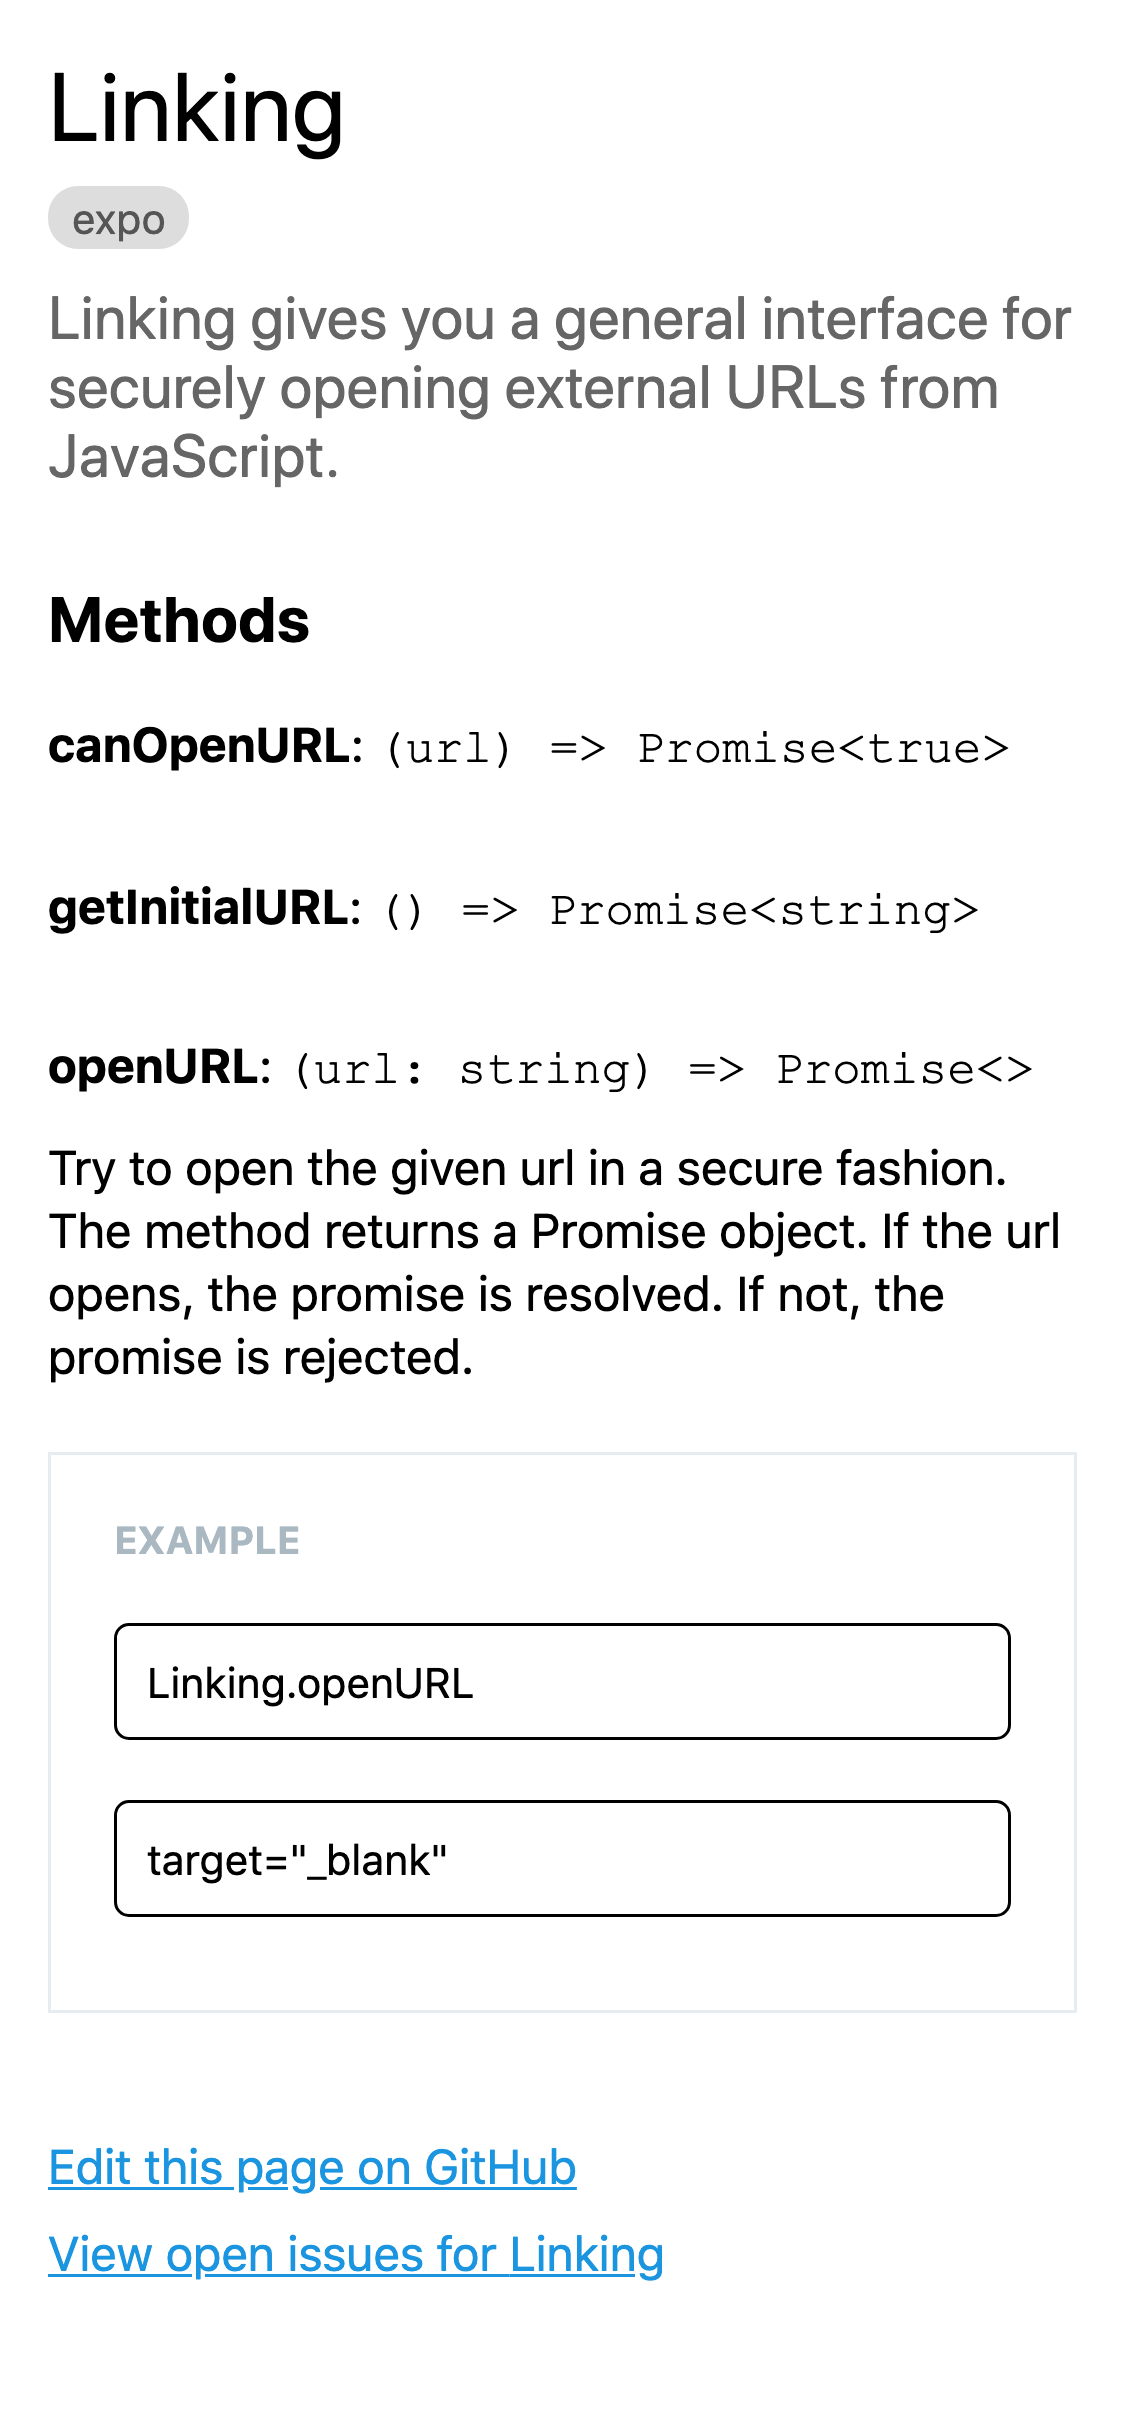 Linking
expo
Linking gives you a general interface for
securely opening external URLs from
JavaScript.
Methods
canOpenURL: (url) => Promise<true>
getInitialURL: () => Promise<string>
openURL: (url: string) => Promise<>
Try to open the given url in a secure fashion.
The method returns a Promise object. If the url
opens, the promise is resolved. If not, the
promise is rejected.
EXAMPLE
Linking.openURL
target="_blank"
Edit this page on GitHub
View open issues for Linking